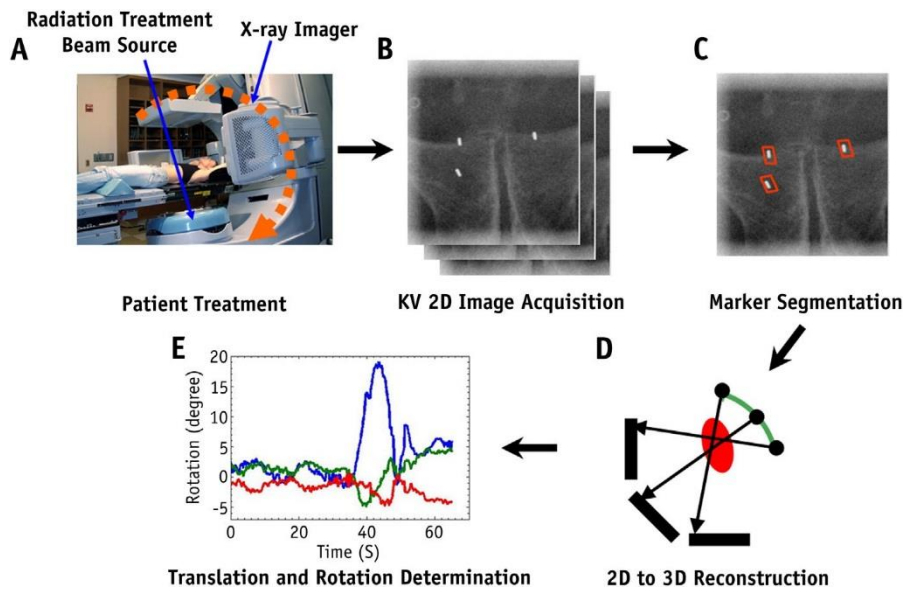 A
Radiation Treatment
Beam Source
X-ray Imager
Patient Treatment
B
KV 2D Image Acquisition
C
Marker Segmentation
D
2D to 3D Reconstruction
E
Rotation (degree)
20
15
10
5
0
-5
0 20 40 60
Time (S)
Translation and Rotation Determination